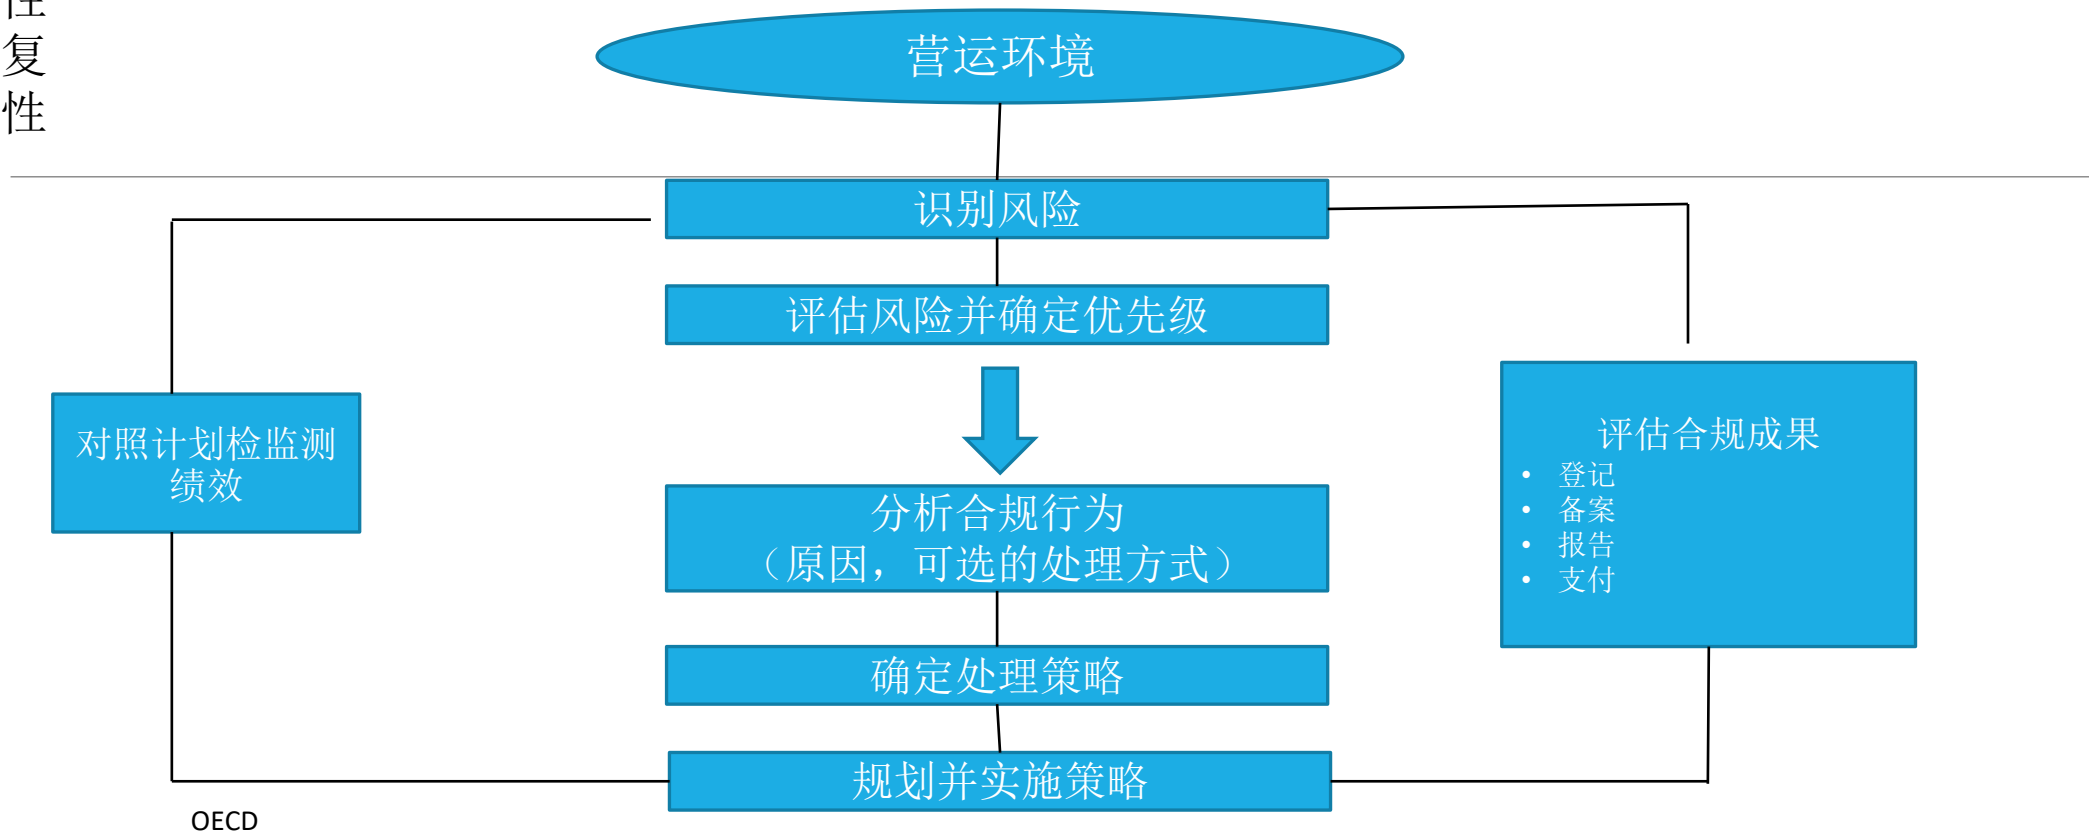 复
性
营运环境
识别风险
评估风险并确定优先级
对照计划检监测
绩效
分析合规行为
（原因，可选的处理方式）
评估合规成果
• 登记
• 备案
• 报告
• 支付
确定处理策略
规划并实施策略
OECD